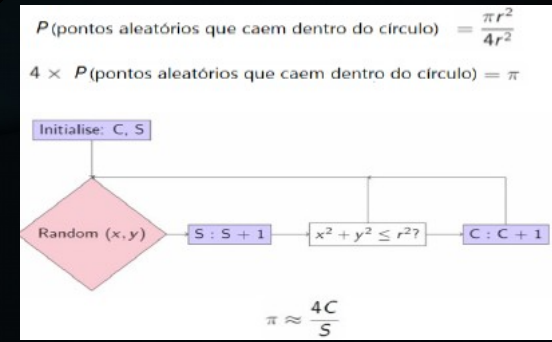 P(pontos aleatórios que caem dentro do círculo) = πr²/4r²
4 × P(pontos aleatórios que caem dentro do círculo) = π
Initialise: C, S
Random (x, y)
S : S + 1
x² + y² ≤ r²?
C : C + 1
π ≈ 4C/S